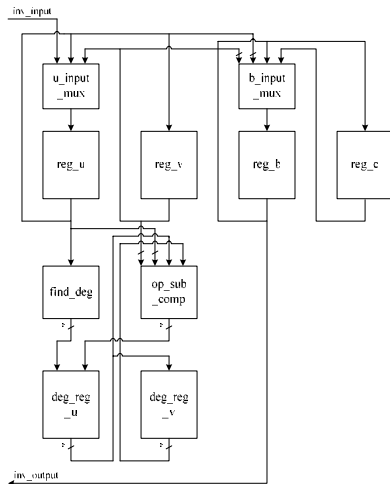 inv_input
u_input
_mux
b_input
_mux
reg_u
reg_v
reg_b
reg_c
find_deg
op_sub
_comp
deg_reg
_u
deg_reg
_v
inv_output